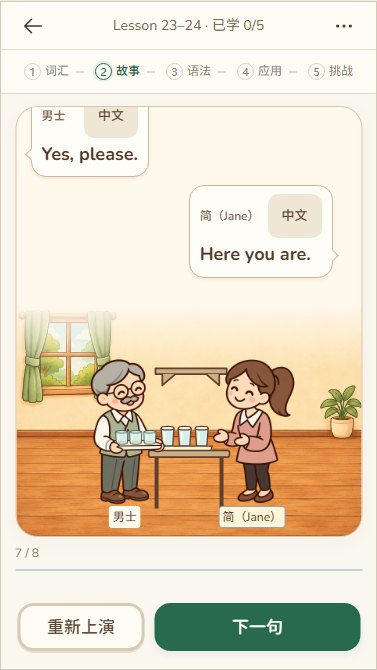 Lesson 23–24 · 已学 0/5
1 词汇 2 故事 3 语法 4 应用 5 挑战
男士 中文
Yes, please.
简（Jane） 中文
Here you are.
男士 简（Jane）
7 / 8
重新上演 下一句